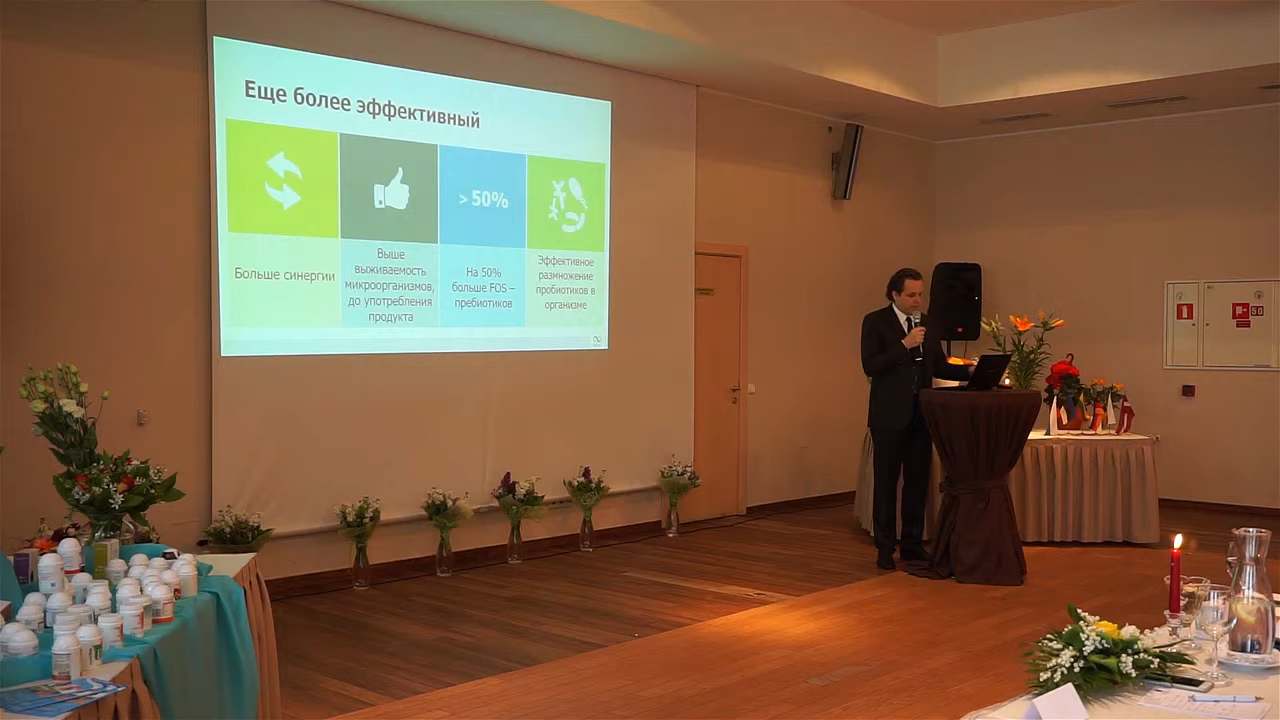 Еще более эффективный
> 50%
Больше синергии
Выше
выживаемость
микроорганизмов,
до употребления
продукта
На 50%
больше FOS –
пребиотиков
Эффективное
размножение
пробиотиков в
организме